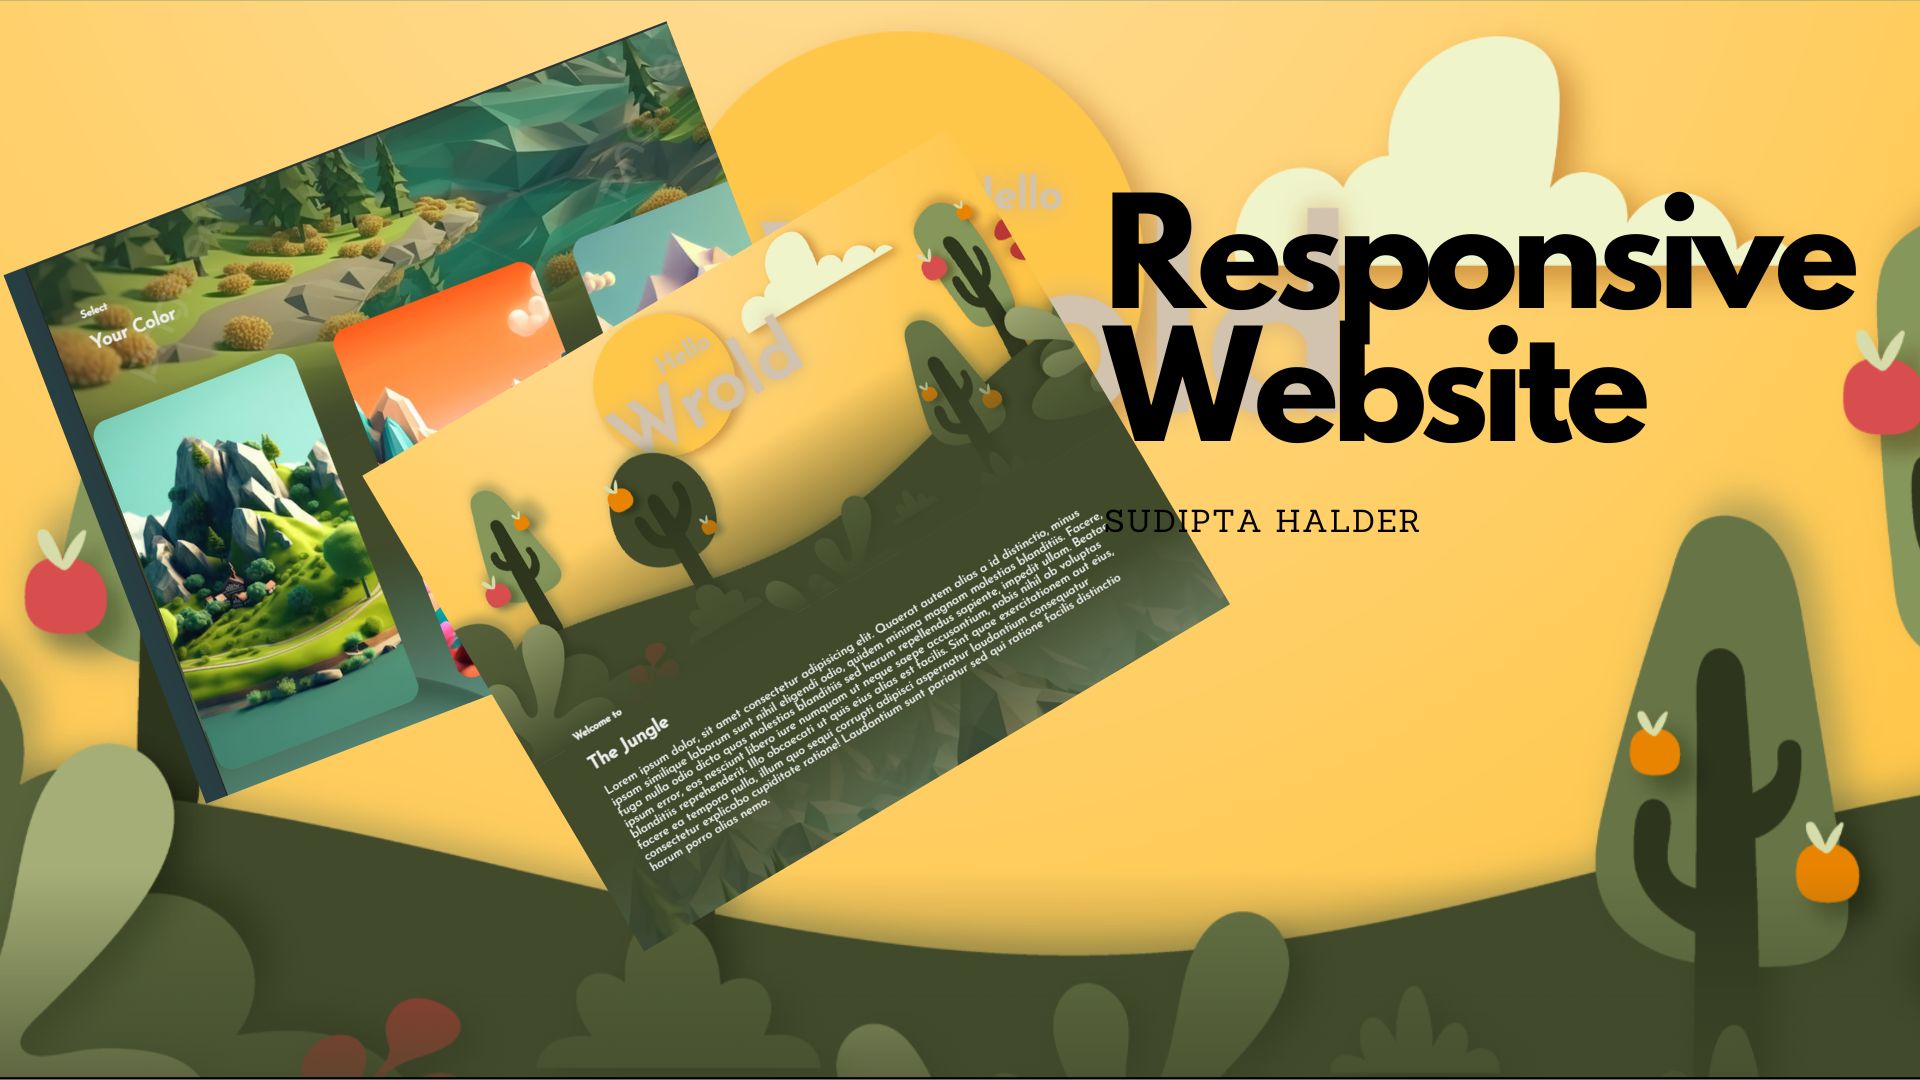 Responsive
Website
SUDIPTA HALDER
Select
Your Color
Hello
Wrold
Welcome to
The Jungle
Lorem ipsum dolor, sit amet consectetur adipisicing elit. Quaerat autem alias a id distinctio, minus
ipsam similique laborum sunt nihil eligendi odio, quidem minima magnam molestias blanditiis. Facere,
fuga nulla odio dicta quas molestias blanditiis sed harum repellendus sapiente, impedit ullam. Beatae
ipsum error, eos nesciunt libero iure numquam ut neque saepe accusantium, nobis nihil ab voluptas
blanditiis reprehenderit. Illo obcaecati ut quis eius alias est facilis. Sint quae exercitationem aut eius,
facere ea tempora nulla, illum quo sequi corrupti adipisci aspernatur laudantium consequatur
consectetur explicabo cupiditate ratione! Laudantium sunt pariatur sed qui ratione facilis distinctio
harum porro alias nemo.
ello
old